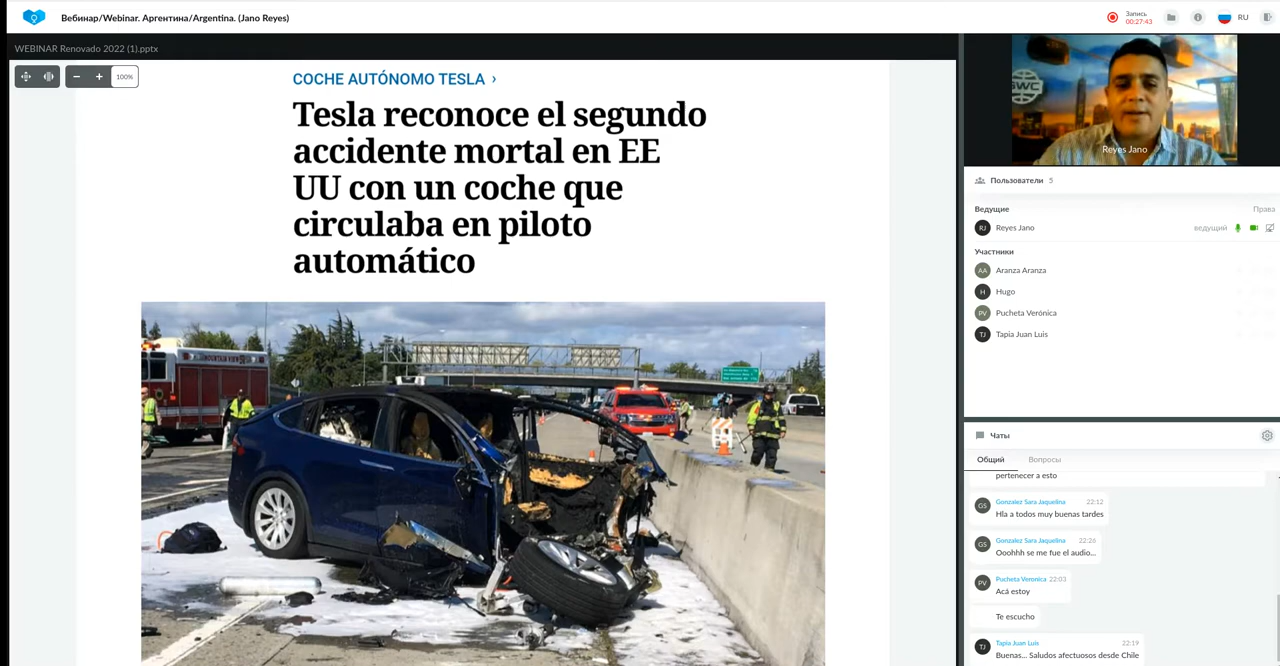 Вебинар/Webinar. Аргентина/Argentina. (Jano Reyes)
Запись
00:27:43
RU
WEBINAR Renovado 2022 (1).pptx
100%
COCHE AUTÓNOMO TESLA ›
Tesla reconoce el segundo
accidente mortal en EE
UU con un coche que
circulaba en piloto
automático
Reyes Jano
Пользователи 5
Ведущие Права
RJ Reyes Jano ведущий
Участники
AA Aranza Aranza
H Hugo
PV Pucheta Verónica
TJ Tapia Juan Luis
Чаты
Общий Вопросы
pertenecer a esto
GS Gonzalez Sara Jaquelina 22:12
Hla a todos muy buenas tardes
GS Gonzalez Sara Jaquelina 22:26
Ooohhh se me fue el audio...
PV Pucheta Verónica 22:03
Acá estoy
Te escucho
TJ Tapia Juan Luis 22:19
Buenas... Saludos afectuosos desde Chile